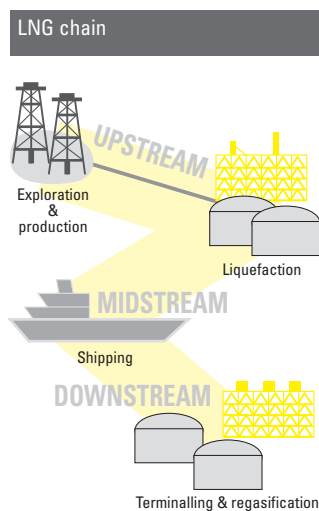 LNG chain
UPSTREAM
Exploration
&
production
Liquefaction
MIDSTREAM
Shipping
DOWNSTREAM
Terminalling & regasification